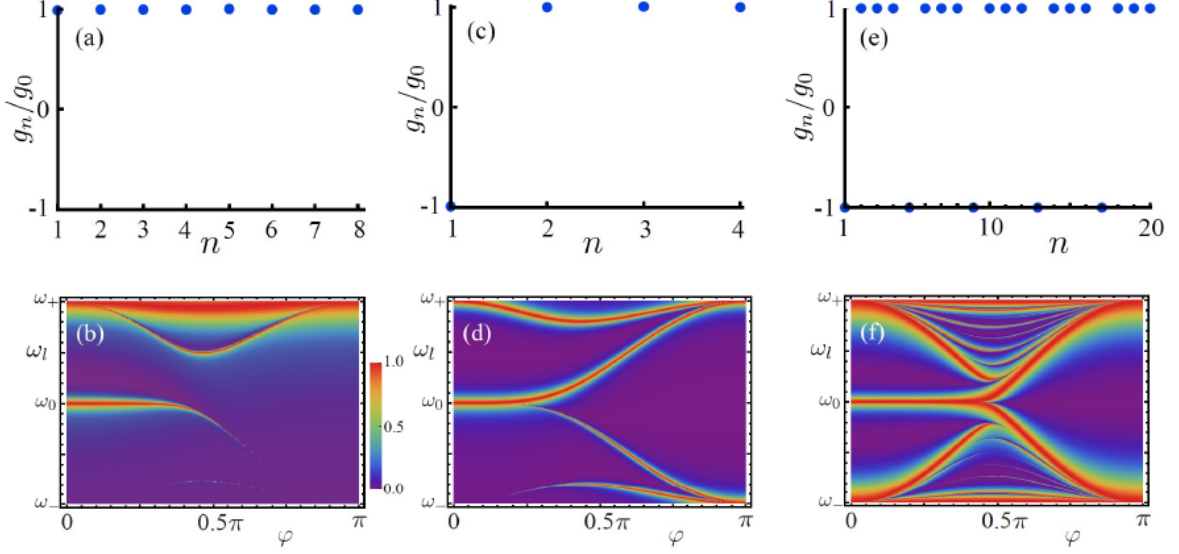 1
(a)
g_n/g_0
0
-1
1 2 3 4 5 6 7 8
n
1
(c)
g_n/g_0
0
-1
1 2 3 4
n
1
(e)
g_n/g_0
0
-1
1 10 20
n
ω_+
(b)
ω_l
1.0
ω_0
0.5
0.0
ω_-
0 0.5π π
φ
ω_+
(d)
ω_l
ω_0
ω_-
0 0.5π π
φ
ω_+
(f)
ω_l
ω_0
ω_-
0 0.5π π
φ